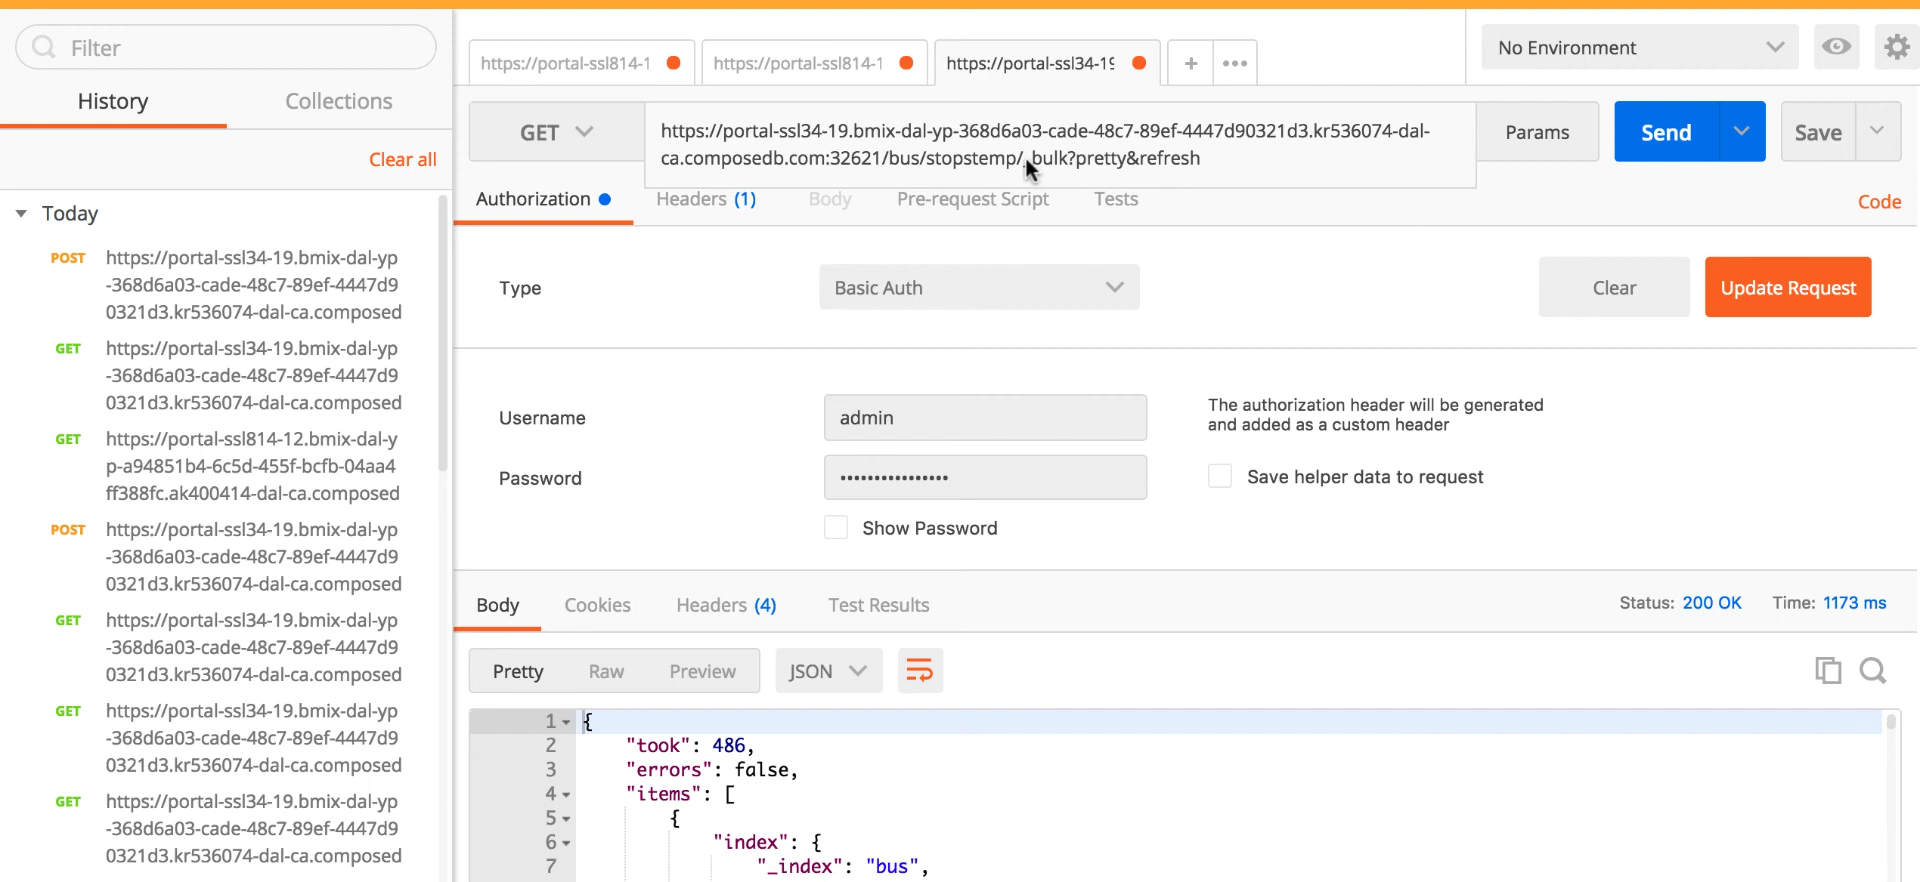 Filter
History
Collections
Clear all
Today
POST
https://portal-ssl34-19.bmix-dal-yp
-368d6a03-cade-48c7-89ef-4447d9
0321d3.kr536074-dal-ca.composed
GET
https://portal-ssl34-19.bmix-dal-yp
-368d6a03-cade-48c7-89ef-4447d9
0321d3.kr536074-dal-ca.composed
GET
https://portal-ssl814-12.bmix-dal-y
p-a94851b4-6c5d-455f-bcfb-04aa4
ff388fc.ak400414-dal-ca.composed
POST
https://portal-ssl34-19.bmix-dal-yp
-368d6a03-cade-48c7-89ef-4447d9
0321d3.kr536074-dal-ca.composed
GET
https://portal-ssl34-19.bmix-dal-yp
-368d6a03-cade-48c7-89ef-4447d9
0321d3.kr536074-dal-ca.composed
GET
https://portal-ssl34-19.bmix-dal-yp
-368d6a03-cade-48c7-89ef-4447d9
0321d3.kr536074-dal-ca.composed
GET
https://portal-ssl34-19.bmix-dal-yp
-368d6a03-cade-48c7-89ef-4447d9
0321d3.kr536074-dal-ca.composed
https://portal-ssl814-1
https://portal-ssl814-1
https://portal-ssl34-19
No Environment
GET
https://portal-ssl34-19.bmix-dal-yp-368d6a03-cade-48c7-89ef-4447d90321d3.kr536074-dal-
ca.composedb.com:32621/bus/stopstemp/_bulk?pretty&refresh
Params
Send
Save
Authorization
Headers (1)
Body
Pre-request Script
Tests
Code
Type
Basic Auth
Clear
Update Request
Username
admin
The authorization header will be generated
and added as a custom header
Password
••••••••••••••••
Save helper data to request
Show Password
Body
Cookies
Headers (4)
Test Results
Status: 200 OK
Time: 1173 ms
Pretty
Raw
Preview
JSON
1 {
2 "took": 486,
3 "errors": false,
4 "items": [
5 {
6 "index": {
7 "_index": "bus",